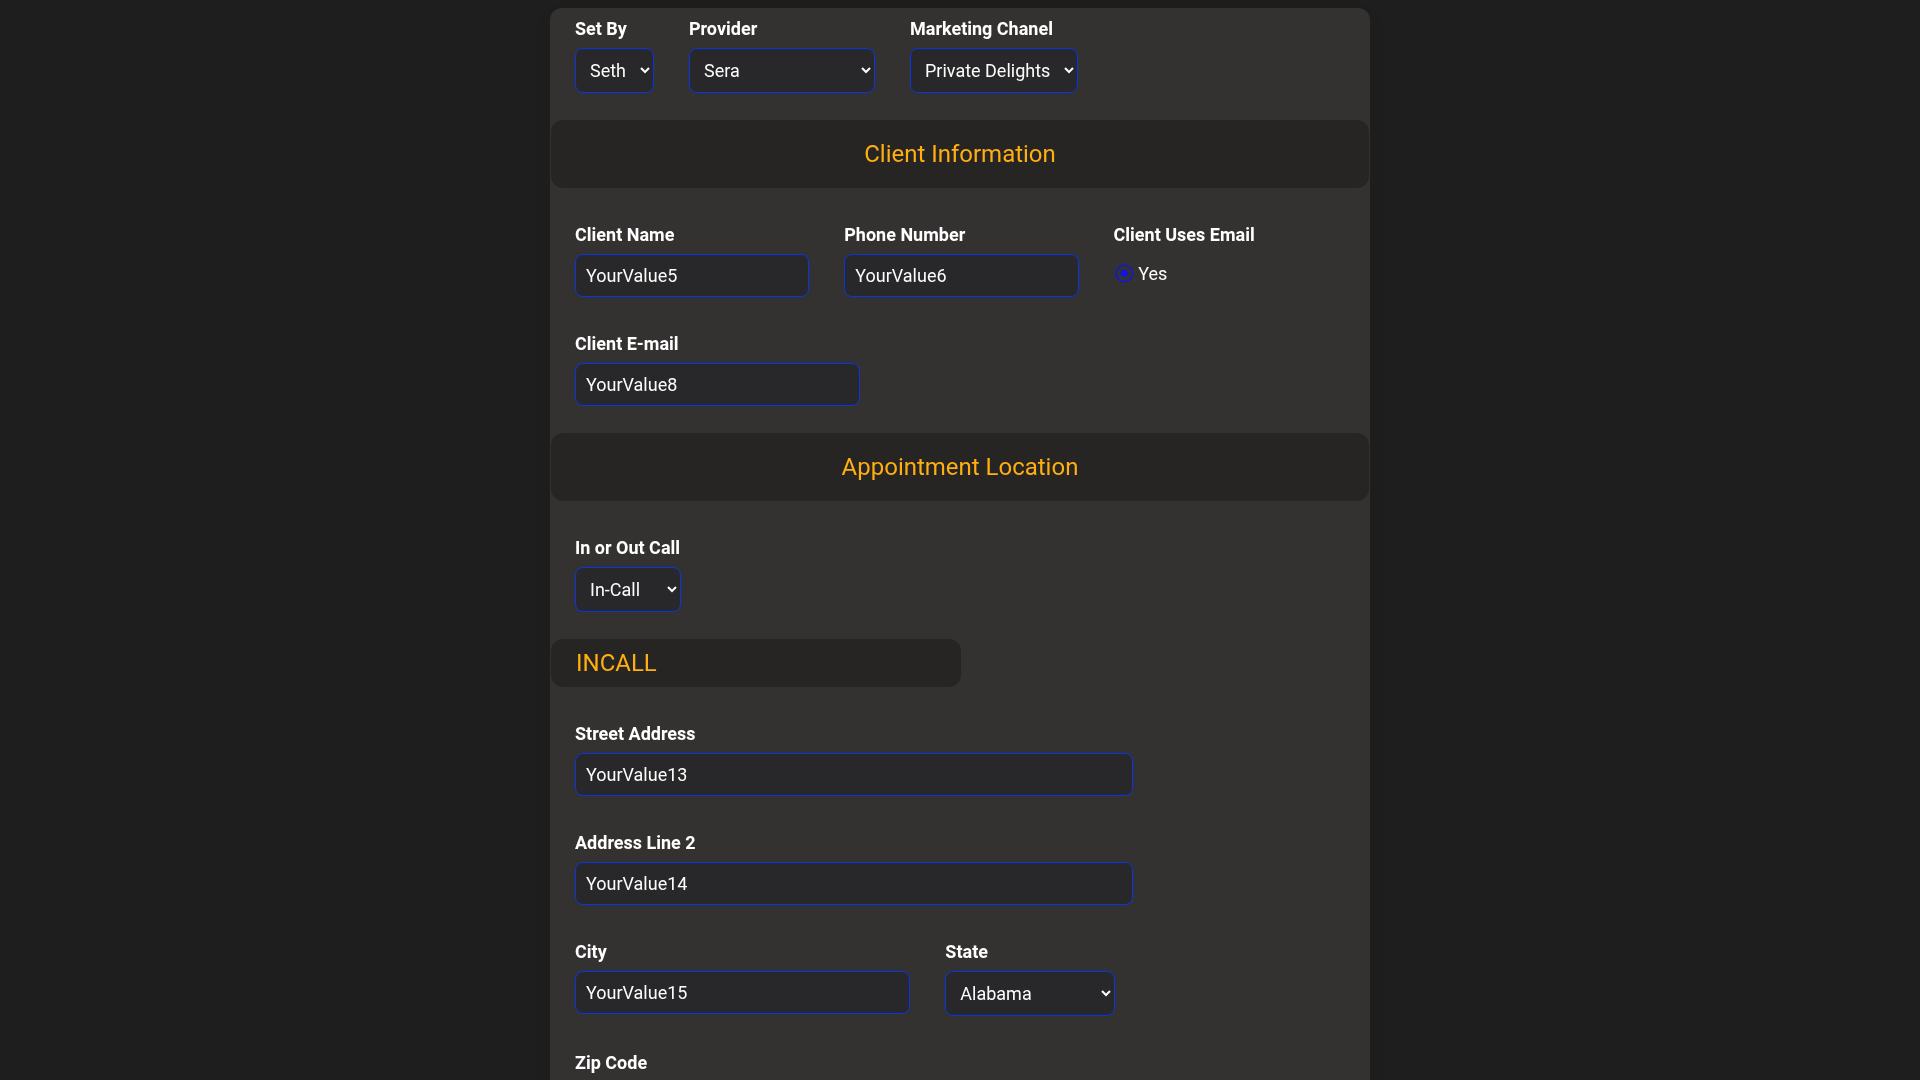 Set By Provider Marketing Chanel
Seth Sera Private Delights
Client Information
Client Name Phone Number Client Uses Email
YourValue5 YourValue6 Yes
Client E-mail
YourValue8
Appointment Location
In or Out Call
In-Call
INCALL
Street Address
YourValue13
Address Line 2
YourValue14
City State
YourValue15 Alabama
Zip Code